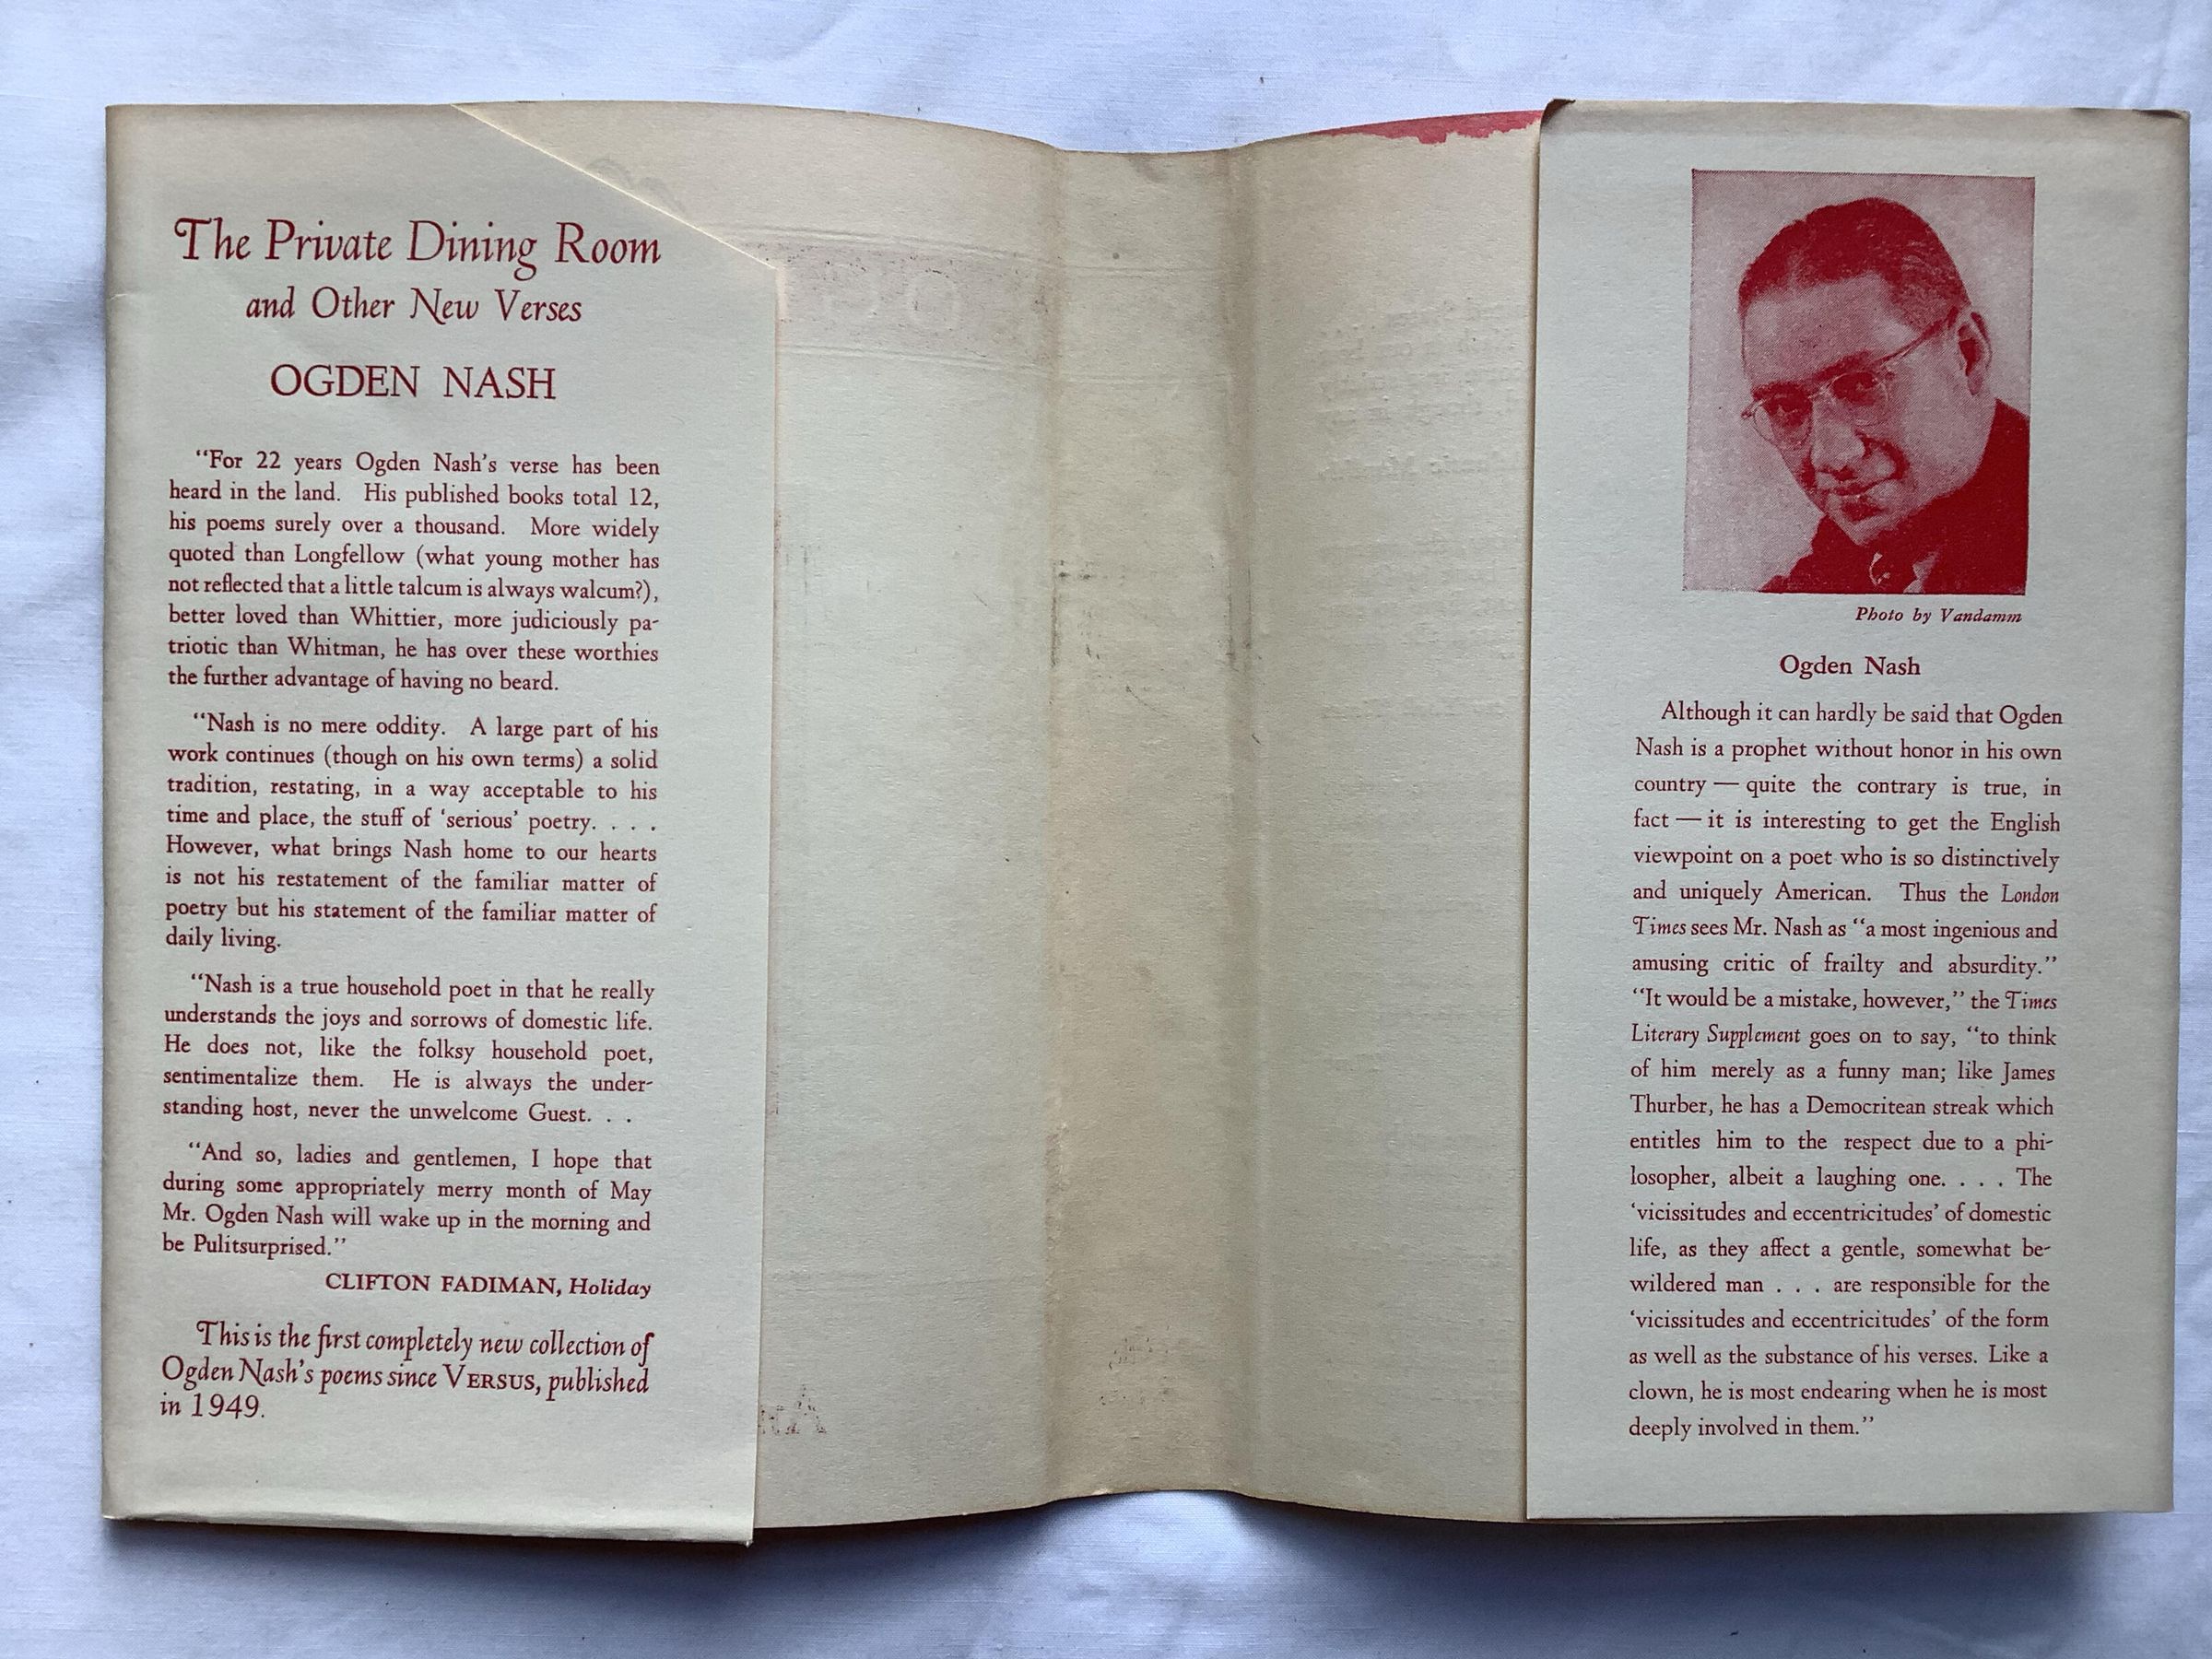 The Private Dining Room
and Other New Verses
OGDEN NASH
“For 22 years Ogden Nash’s verse has been
heard in the land. His published books total 12,
his poems surely over a thousand. More widely
quoted than Longfellow (what young mother has
not reflected that a little talcum is always walcum?),
better loved than Whittier, more judiciously pa-
triotic than Whitman, he has over these worthies
the further advantage of having no beard.
“Nash is no mere oddity. A large part of his
work continues (though on his own terms) a solid
tradition, restating, in a way acceptable to his
time and place, the stuff of ‘serious’ poetry. . . .
However, what brings Nash home to our hearts
is not his restatement of the familiar matter of
poetry but his statement of the familiar matter of
daily living.
“Nash is a true household poet in that he really
understands the joys and sorrows of domestic life.
He does not, like the folksy household poet,
sentimentalize them. He is always the under-
standing host, never the unwelcome Guest. . .
“And so, ladies and gentlemen, I hope that
during some appropriately merry month of May
Mr. Ogden Nash will wake up in the morning and
be Pulitsurprised.”
CLIFTON FADIMAN, Holiday
This is the first completely new collection of
Ogden Nash’s poems since VERSUS, published
in 1949.
Photo by Vandamm
Ogden Nash
Although it can hardly be said that Ogden
Nash is a prophet without honor in his own
country — quite the contrary is true, in
fact — it is interesting to get the English
viewpoint on a poet who is so distinctively
and uniquely American. Thus the London
Times sees Mr. Nash as “a most ingenious and
amusing critic of frailty and absurdity.”
“It would be a mistake, however,” the Times
Literary Supplement goes on to say, “to think
of him merely as a funny man; like James
Thurber, he has a Democritean streak which
entitles him to the respect due to a phi-
losopher, albeit a laughing one. . . . The
‘vicissitudes and eccentricitudes’ of domestic
life, as they affect a gentle, somewhat be-
wildered man . . . are responsible for the
‘vicissitudes and eccentricitudes’ of the form
as well as the substance of his verses. Like a
clown, he is most endearing when he is most
deeply involved in them.”